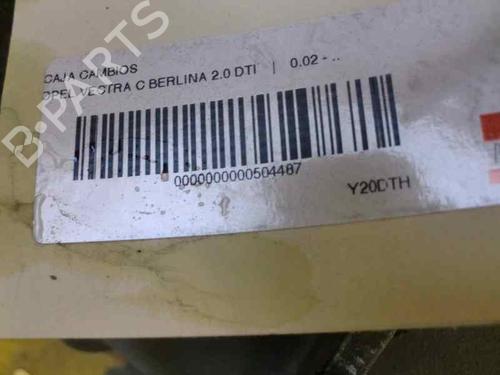 CAJA CAMBIOS
OPEL VECTRA C BERLINA 2.0 DTI | 0.02 - ..
0000000000504487
Y20DTH
B-PARTS